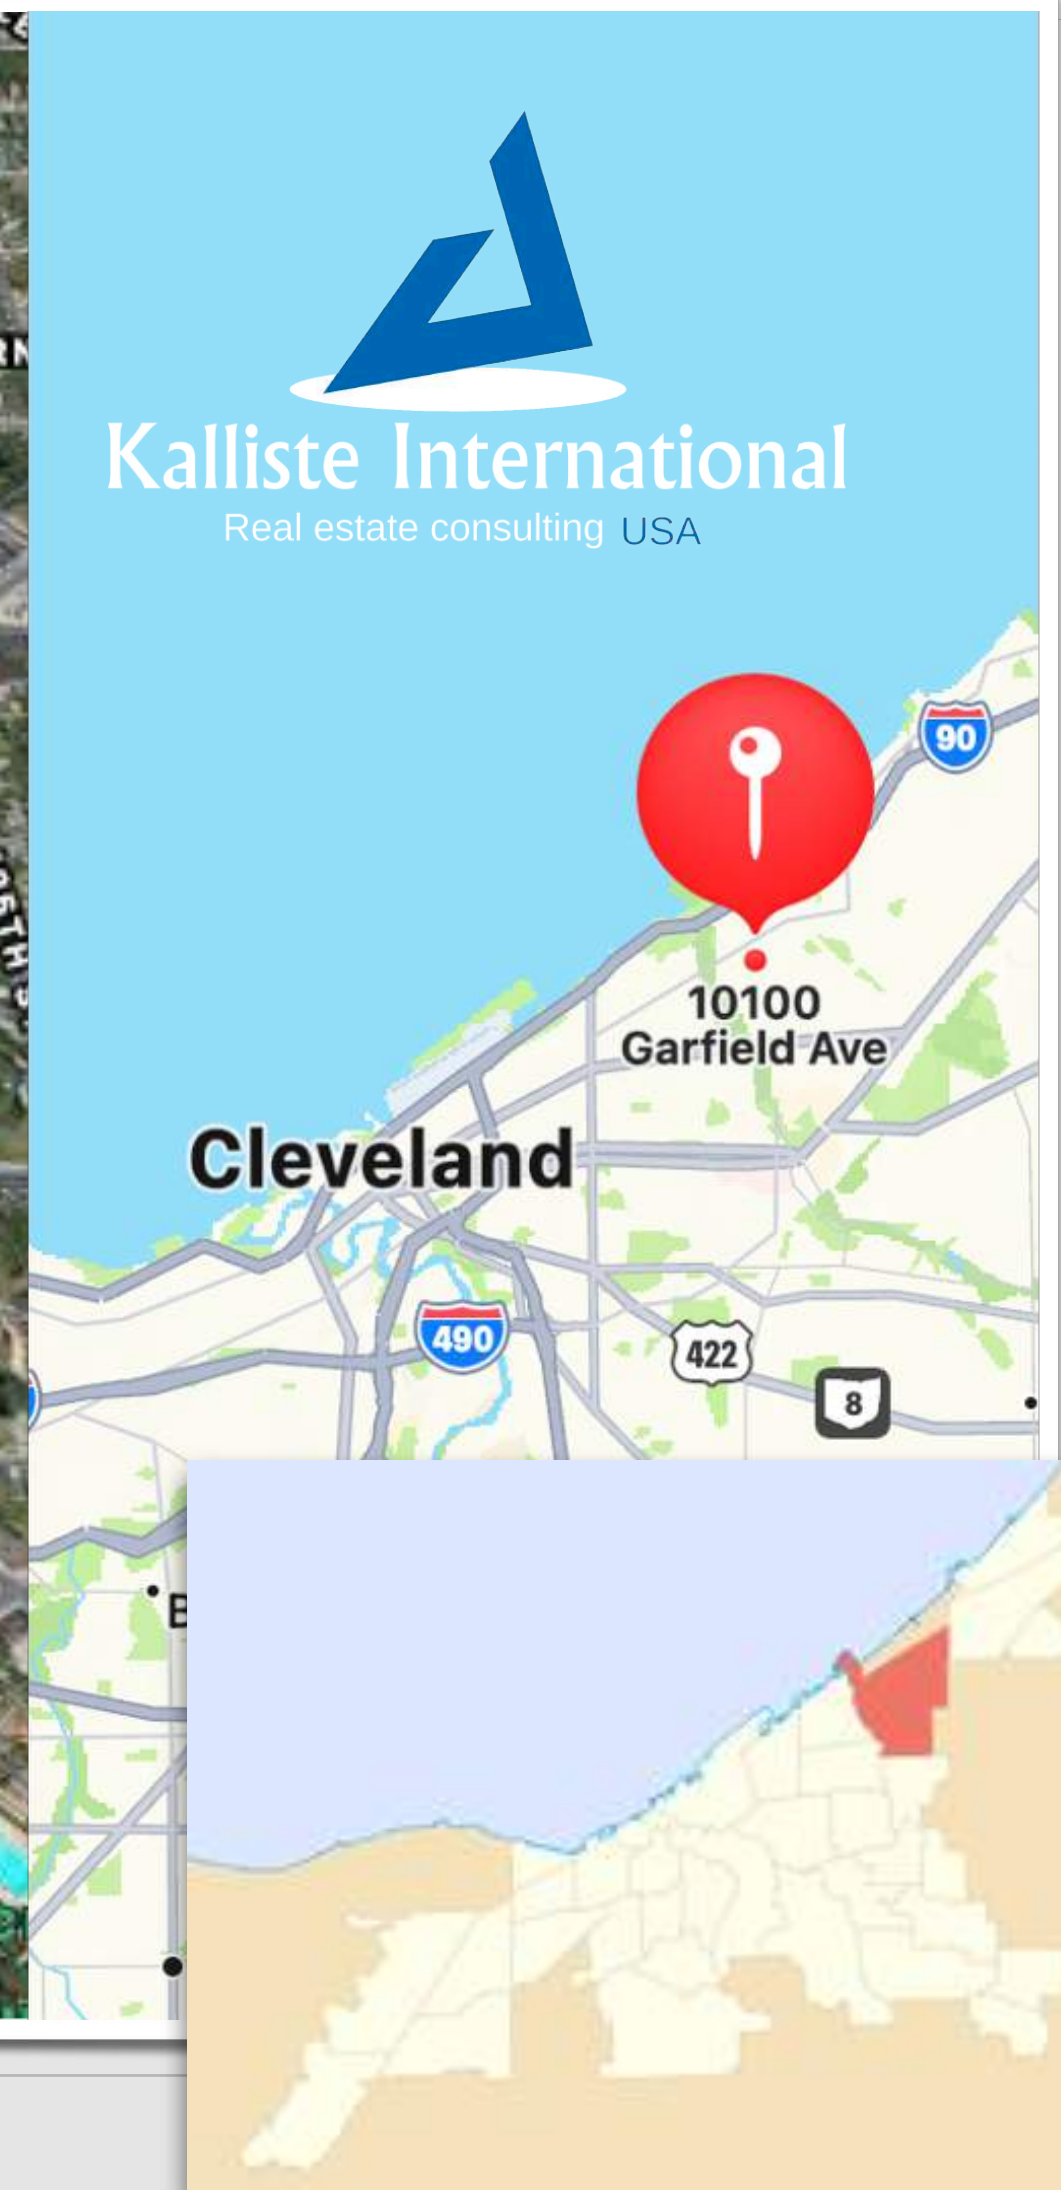 Kalliste International
Real estate consulting USA
90
10100
Garfield Ave
Cleveland
490
422
8